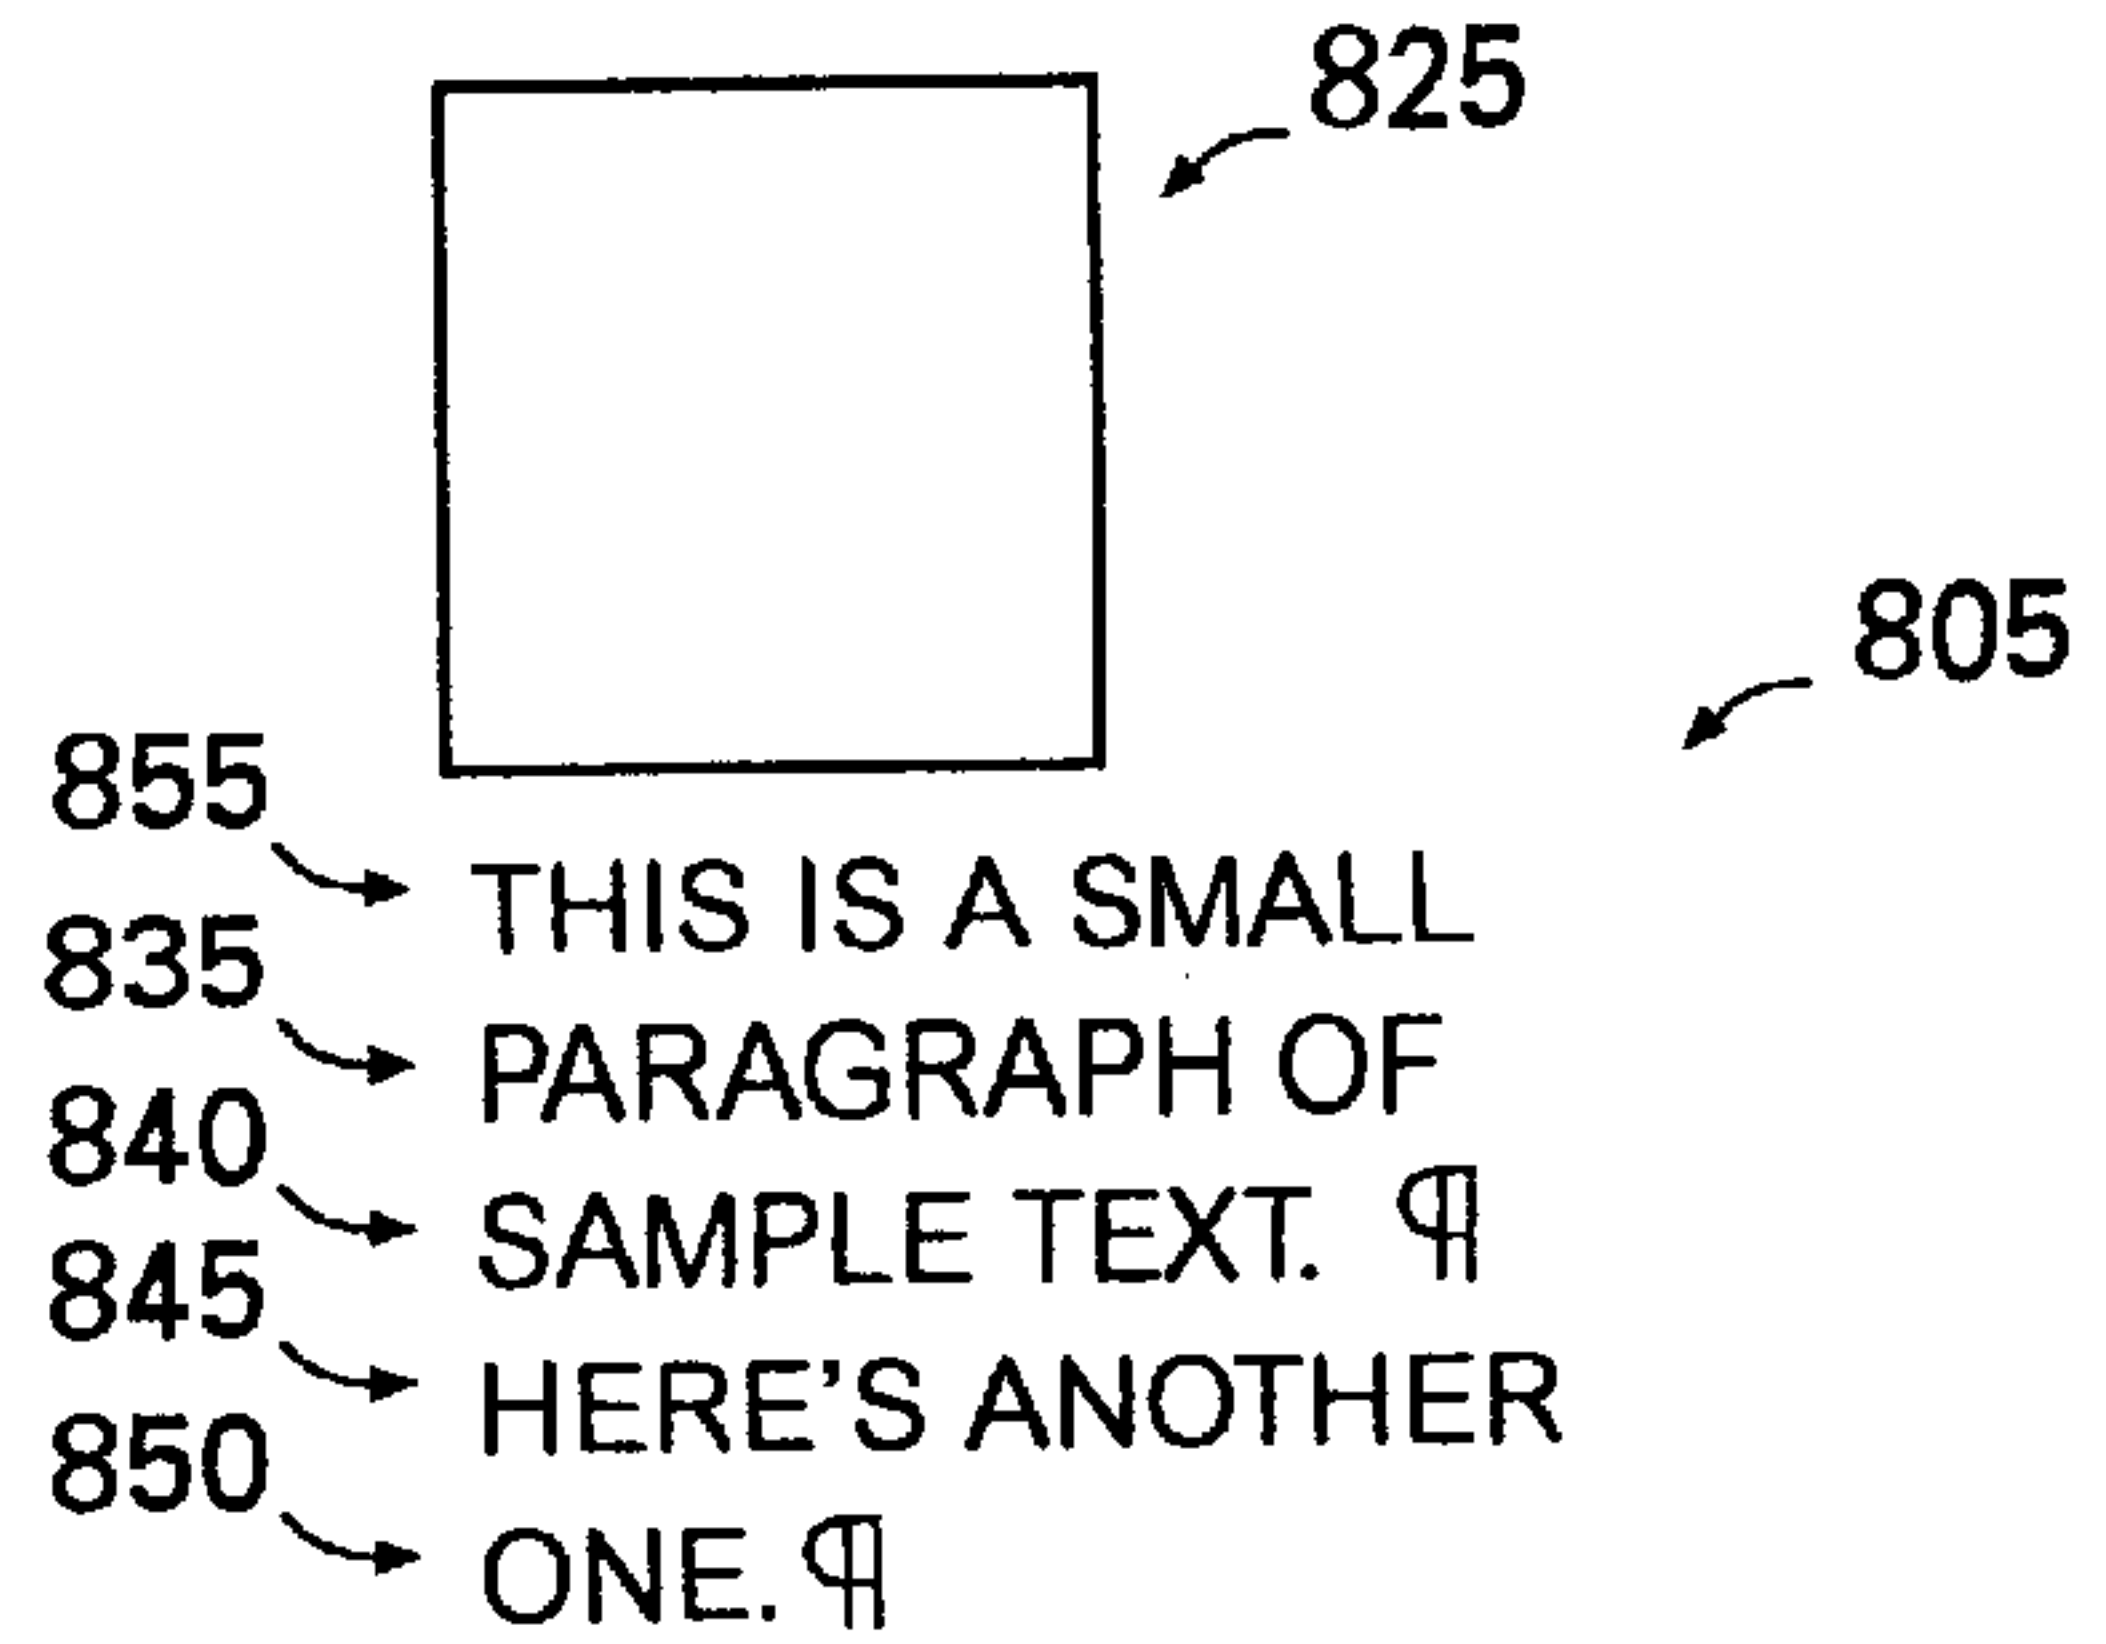 825
805
855
THIS IS A SMALL
835
PARAGRAPH OF
840
SAMPLE TEXT. ¶
845
HERE'S ANOTHER
850
ONE. ¶